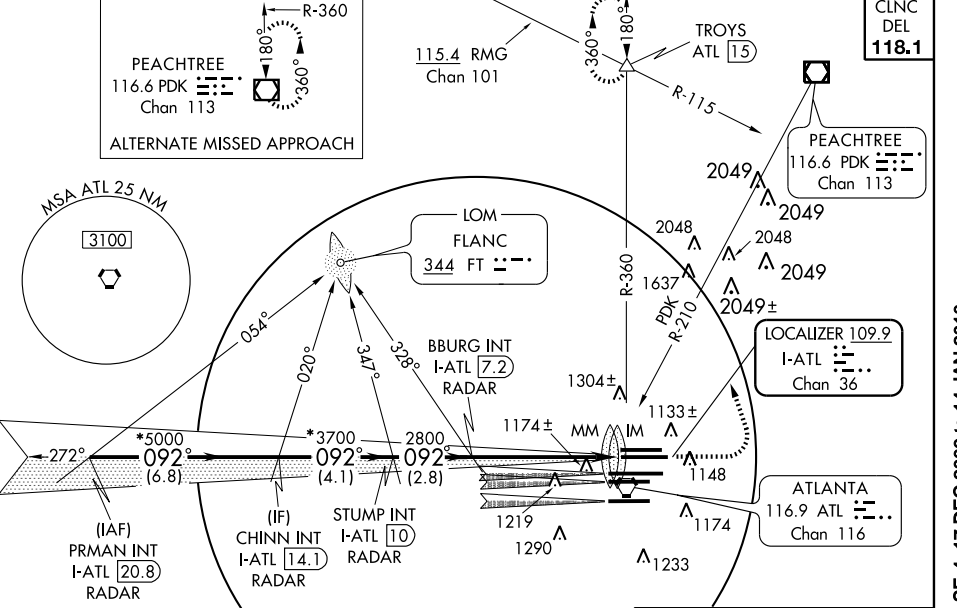 R-360
180°
360°
PEACHTREE
116.6 PDK
Chan 113
ALTERNATE MISSED APPROACH
115.4 RMG
Chan 101
360°
180°
TROYS
ATL 15
R-115
CLNC
DEL
118.1
PEACHTREE
116.6 PDK
Chan 113
MSA ATL 25 NM
3100
LOM
FLANC
344 FT
2049
2049
2048
2048
2049
1637
2049±
PDK
R-210
R-360
LOCALIZER 109.9
I-ATL
Chan 36
054°
020°
347°
328°
BBURG INT
I-ATL 7.2
RADAR
1304±
1174±
MM
IM
1133±
272°
*5000
092°
(6.8)
*3700
092°
(4.1)
2800
092°
(2.8)
1148
ATLANTA
116.9 ATL
Chan 116
1219
1174
1290
1233
(IAF)
PRMAN INT
I-ATL 20.8
RADAR
(IF)
CHINN INT
I-ATL 14.1
RADAR
STUMP INT
I-ATL 10
RADAR